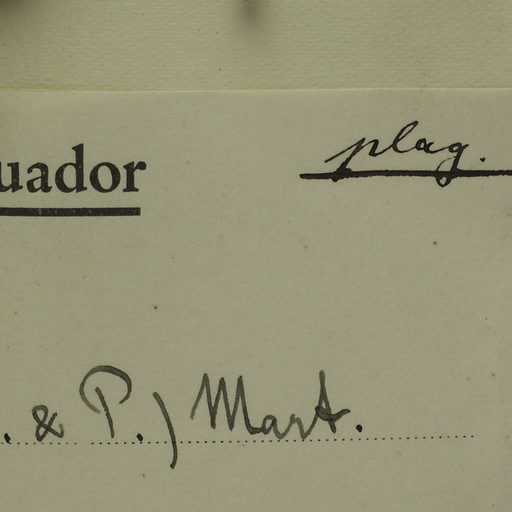 uador
plag.
. & P.) Mart.